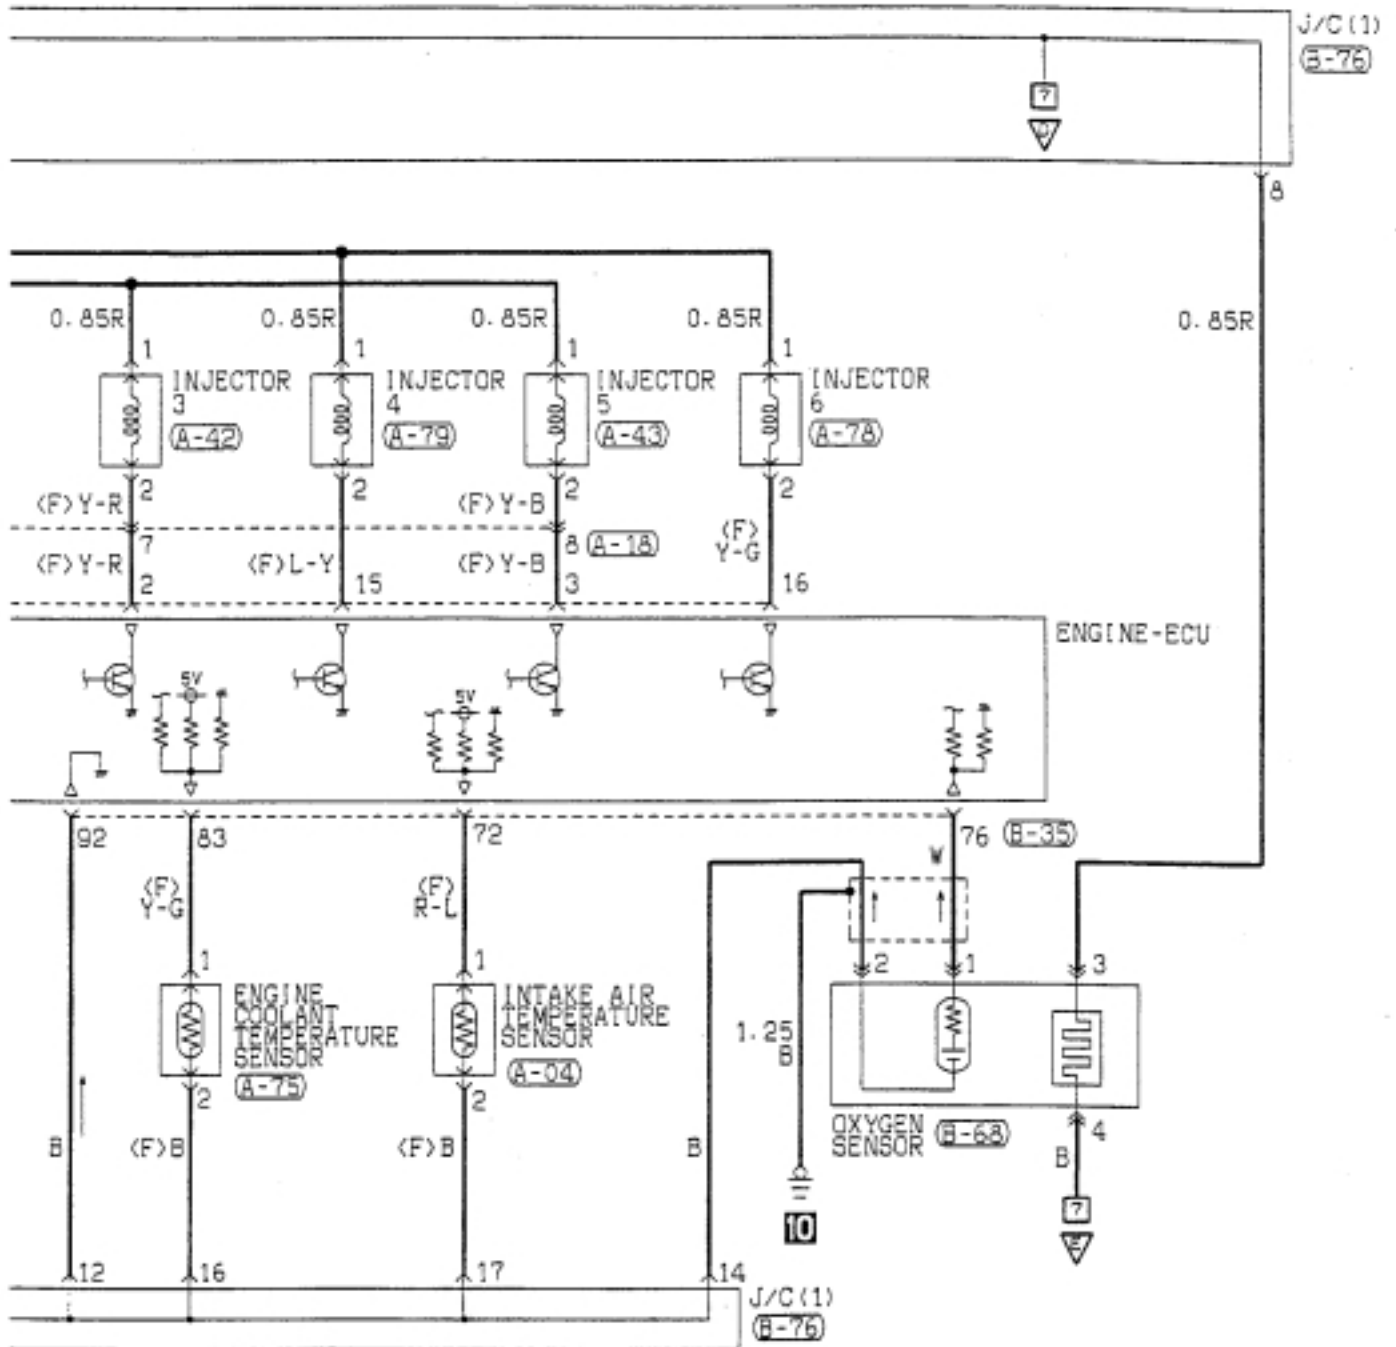 J/C(1)
B-76
7
D
8
0.85R 0.85R 0.85R 0.85R 0.85R
1 1 1 1
INJECTOR
3
A-42
INJECTOR
4
A-79
INJECTOR
5
A-43
INJECTOR
6
A-78
2 2 2 2
(F)Y-R (F)Y-B
7 8 A-18
(F)
Y-G
(F)Y-R (F)L-Y (F)Y-B
2 15 3 16
ENGINE-ECU
5V 5V
92 83 72 76 B-35
W
(F)
Y-G
(F)
R-L
1 1 2 1 3
ENGINE
COOLANT
TEMPERATURE
SENSOR
A-75
INTAKE AIR
TEMPERATURE
SENSOR
A-04
1.25
B
2 2
OXYGEN
SENSOR
B-68
4
B (F)B (F)B B B
7
E
10
12 16 17 14
J/C(1)
B-76